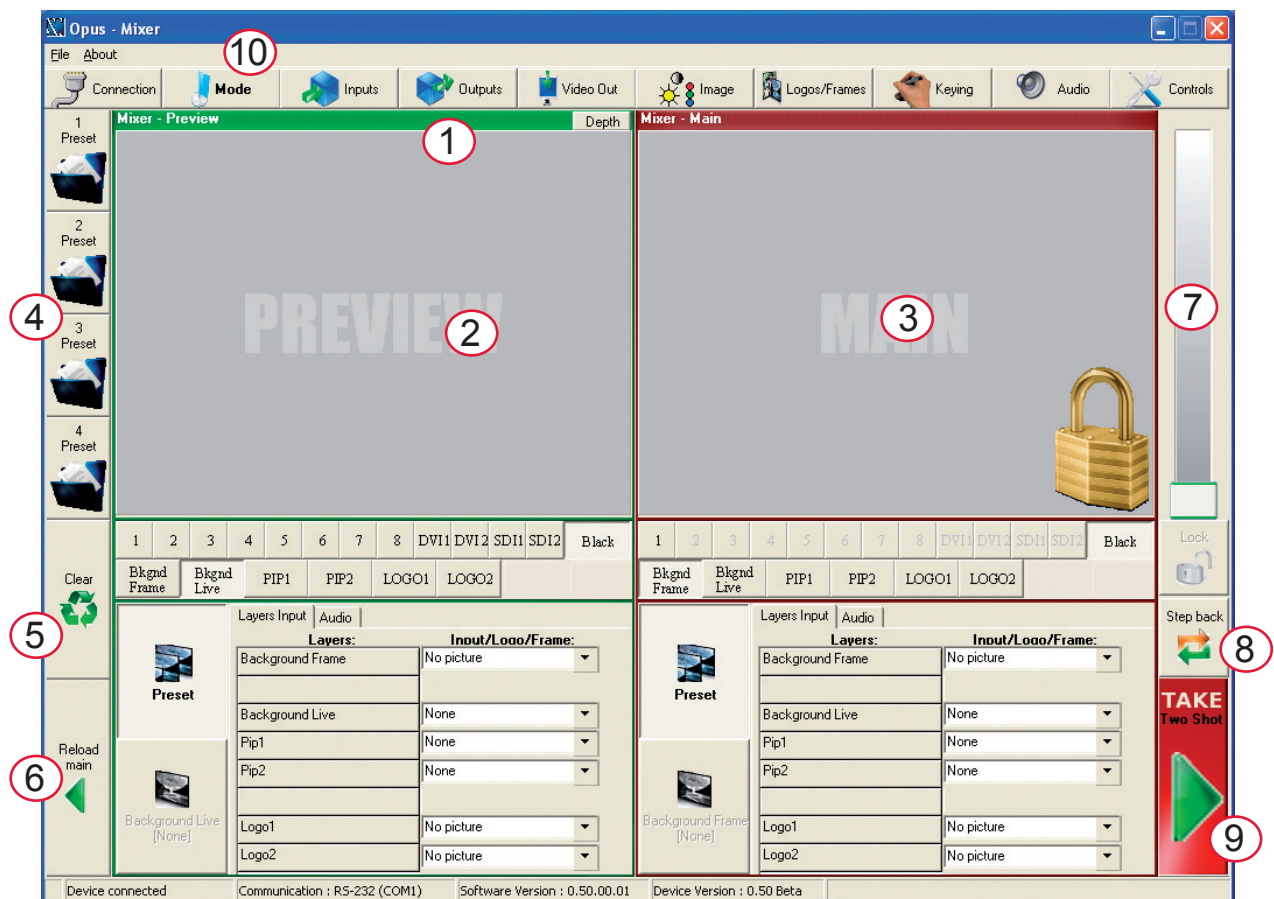 Opus - Mixer
10
File About
Connection Mode Inputs Outputs Video Out Image Logos/Frames Keying Audio Controls
1
Preset
Mixer - Preview Depth
1
Mixer - Main
2
Preset
4
3
Preset
4
Preset
PREVIEW
2
MAIN
3
7
1 2 3 4 5 6 7 8 DVI1 DVI2 SDI1 SDI2 Black
Bkgnd Frame Bkgnd Live PIP1 PIP2 LOGO1 LOGO2
1 2 3 4 5 6 7 8 DVI1 DVI2 SDI1 SDI2 Black
Bkgnd Frame Bkgnd Live PIP1 PIP2 LOGO1 LOGO2
Lock
Clear
5
Reload
main
6
Preset
Background Live
[None]
Layers Input Audio
Layers: Input/Logo/Frame:
Background Frame No picture
Background Live None
Pip1 None
Pip2 None
Logo1 No picture
Logo2 No picture
Preset
Background Frame
[None]
Layers Input Audio
Layers: Input/Logo/Frame:
Background Frame No picture
Background Live None
Pip1 None
Pip2 None
Logo1 No picture
Logo2 No picture
Step back
8
TAKE
Two Shot
9
Device connected Communication : RS-232 (COM1) Software Version : 0.50.00.01 Device Version : 0.50 Beta